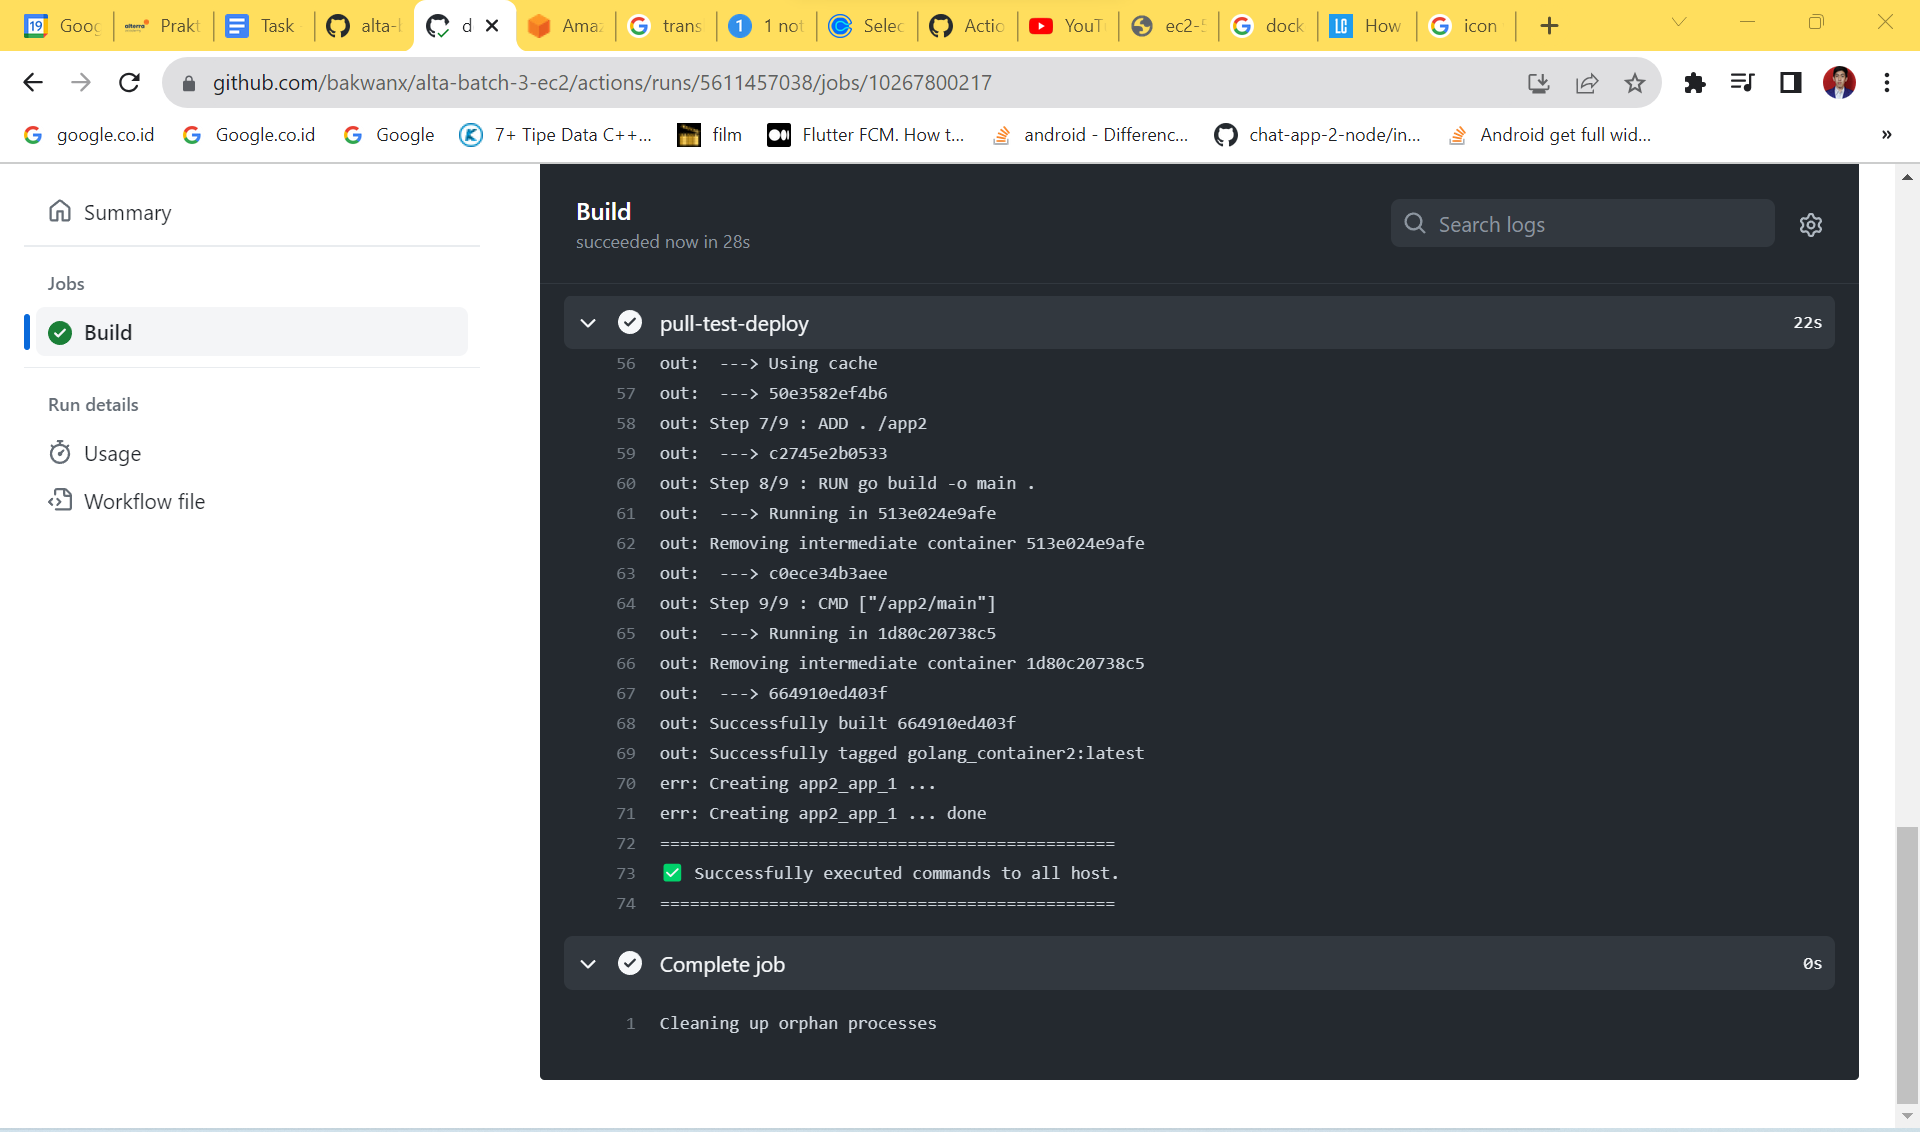 Goog
Prakt
Task
alta-b
d
Amaz
trans
1 not
Selec
Actio
YouTu
ec2-5
dock
How
icon
github.com/bakwanx/alta-batch-3-ec2/actions/runs/5611457038/jobs/10267800217
google.co.id
Google.co.id
Google
7+ Tipe Data C++...
film
Flutter FCM. How t...
android - Differenc...
chat-app-2-node/in...
Android get full wid...
»
Summary
Jobs
Build
Run details
Usage
Workflow file
Build
succeeded now in 28s
Search logs
pull-test-deploy 22s
56 out:  ---> Using cache
57 out:  ---> 50e3582ef4b6
58 out: Step 7/9 : ADD . /app2
59 out:  ---> c2745e2b0533
60 out: Step 8/9 : RUN go build -o main .
61 out:  ---> Running in 513e024e9afe
62 out: Removing intermediate container 513e024e9afe
63 out:  ---> c0ece34b3aee
64 out: Step 9/9 : CMD ["/app2/main"]
65 out:  ---> Running in 1d80c20738c5
66 out: Removing intermediate container 1d80c20738c5
67 out:  ---> 664910ed403f
68 out: Successfully built 664910ed403f
69 out: Successfully tagged golang_container2:latest
70 err: Creating app2_app_1 ...
71 err: Creating app2_app_1 ... done
72 ==============================================
73 ✅ Successfully executed commands to all host.
74 ==============================================
Complete job 0s
1 Cleaning up orphan processes